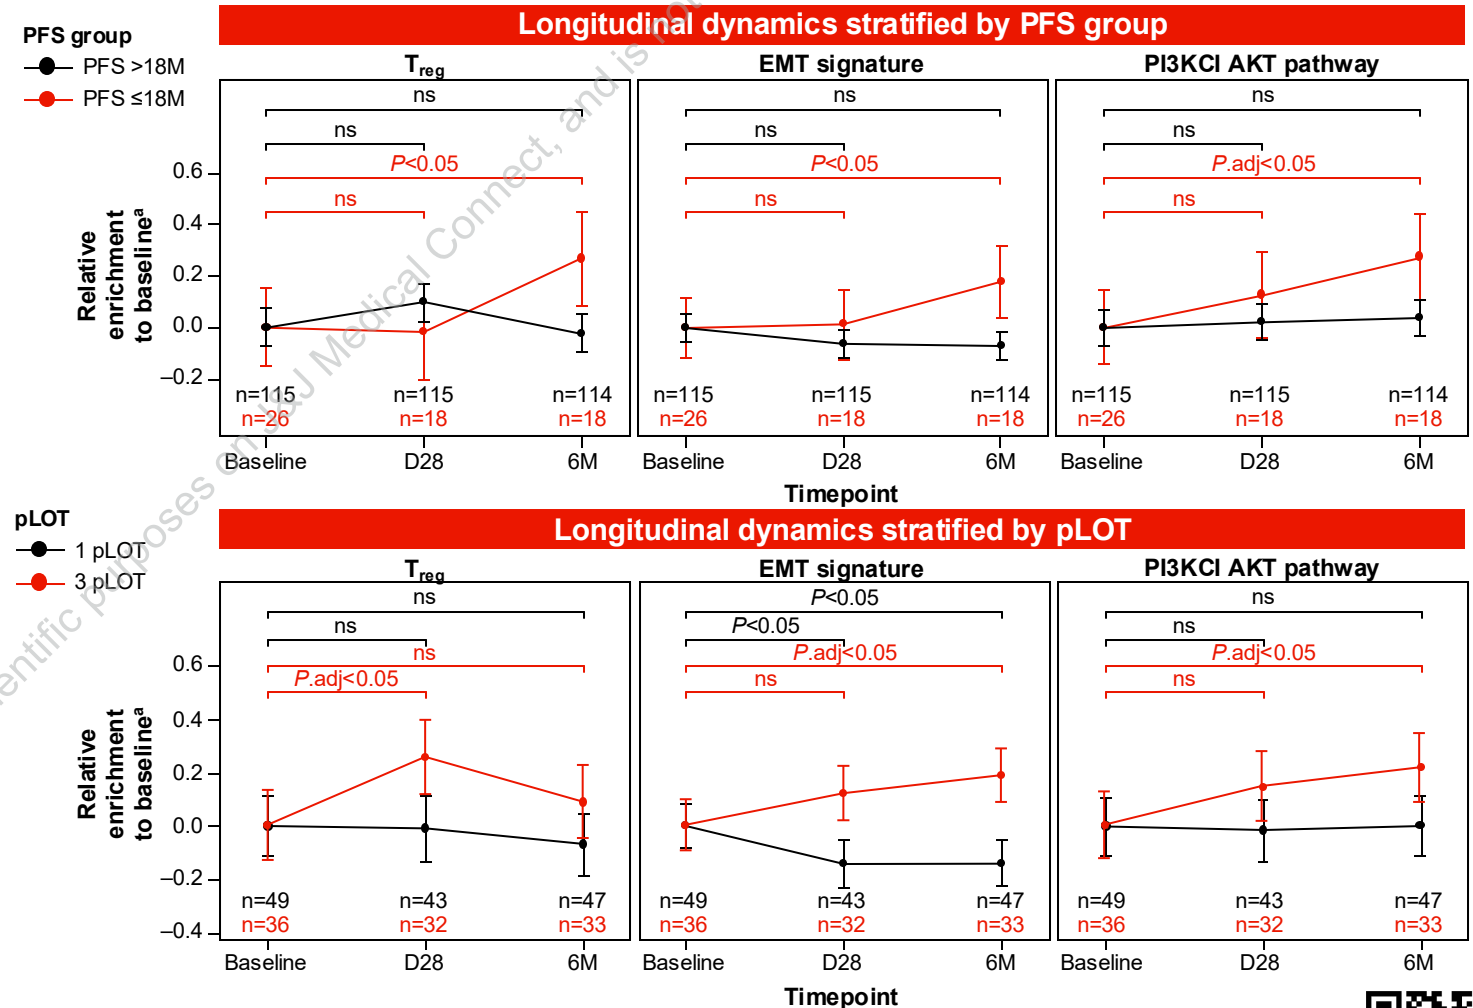 Longitudinal dynamics stratified by PFS group
PFS group
PFS >18M
PFS ≤18M
Treg
EMT signature
PI3KCI AKT pathway
ns
ns
ns
ns
ns
ns
P<0.05
P<0.05
P.adj<0.05
ns
ns
ns
Relative
enrichment
to baselineᵃ
0.6
0.4
0.2
0.0
–0.2
n=115 n=115 n=114
n=26 n=18 n=18
n=115 n=115 n=114
n=26 n=18 n=18
n=115 n=115 n=114
n=26 n=18 n=18
Baseline D28 6M
Baseline D28 6M
Baseline D28 6M
Timepoint
Longitudinal dynamics stratified by pLOT
pLOT
1 pLOT
3 pLOT
Treg
EMT signature
PI3KCI AKT pathway
ns
P<0.05
ns
ns
P<0.05
ns
ns
P.adj<0.05
P.adj<0.05
P.adj<0.05
ns
ns
Relative
enrichment
to baselineᵃ
0.6
0.4
0.2
0.0
–0.2
–0.4
n=49 n=43 n=47
n=36 n=32 n=33
n=49 n=43 n=47
n=36 n=32 n=33
n=49 n=43 n=47
n=36 n=32 n=33
Baseline D28 6M
Baseline D28 6M
Baseline D28 6M
Timepoint
purposes on J&J Medical Connect, and is not